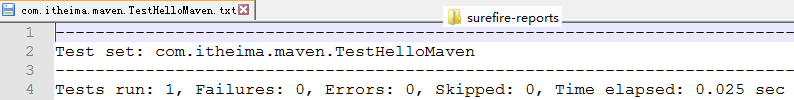 com.itheima.maven.TestHelloMaven.txt
surefire-reports
1 -------------------------------------------------------------------------------
2 Test set: com.itheima.maven.TestHelloMaven
3 -------------------------------------------------------------------------------
4 Tests run: 1, Failures: 0, Errors: 0, Skipped: 0, Time elapsed: 0.025 sec